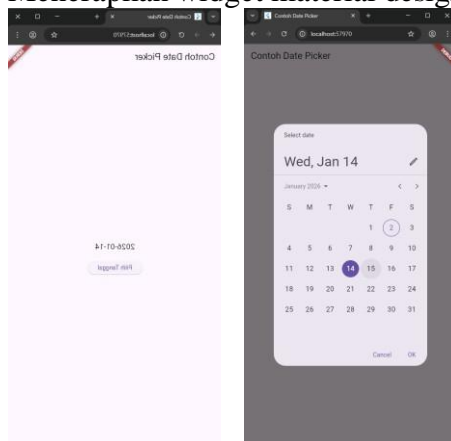 Menerapkan widget material design
Contoh Date Picker
localhost:57970
Contoh Date Picker
2026-01-14
Pilih Tanggal
Contoh Date Picker
localhost:57970
Contoh Date Picker
Select date
Wed, Jan 14
January 2026
S M T W T F S
1 2 3
4 5 6 7 8 9 10
11 12 13 14 15 16 17
18 19 20 21 22 23 24
25 26 27 28 29 30 31
Cancel OK